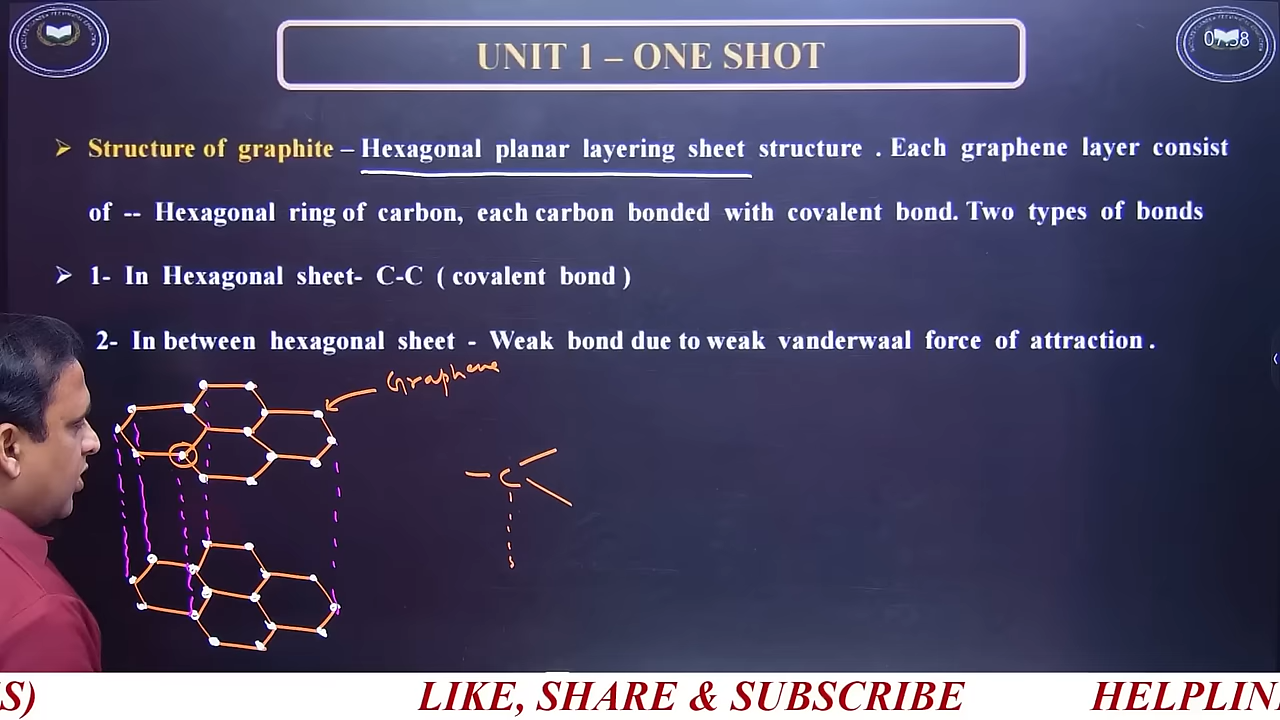 UNIT 1 – ONE SHOT
➢ Structure of graphite – Hexagonal planar layering sheet structure . Each graphene layer consist
of -- Hexagonal ring of carbon, each carbon bonded with covalent bond. Two types of bonds
➢ 1- In Hexagonal sheet- C-C ( covalent bond )
2- In between hexagonal sheet - Weak bond due to weak vanderwaal force of attraction .
Graphene
C
S) LIKE, SHARE & SUBSCRIBE HELPLIN